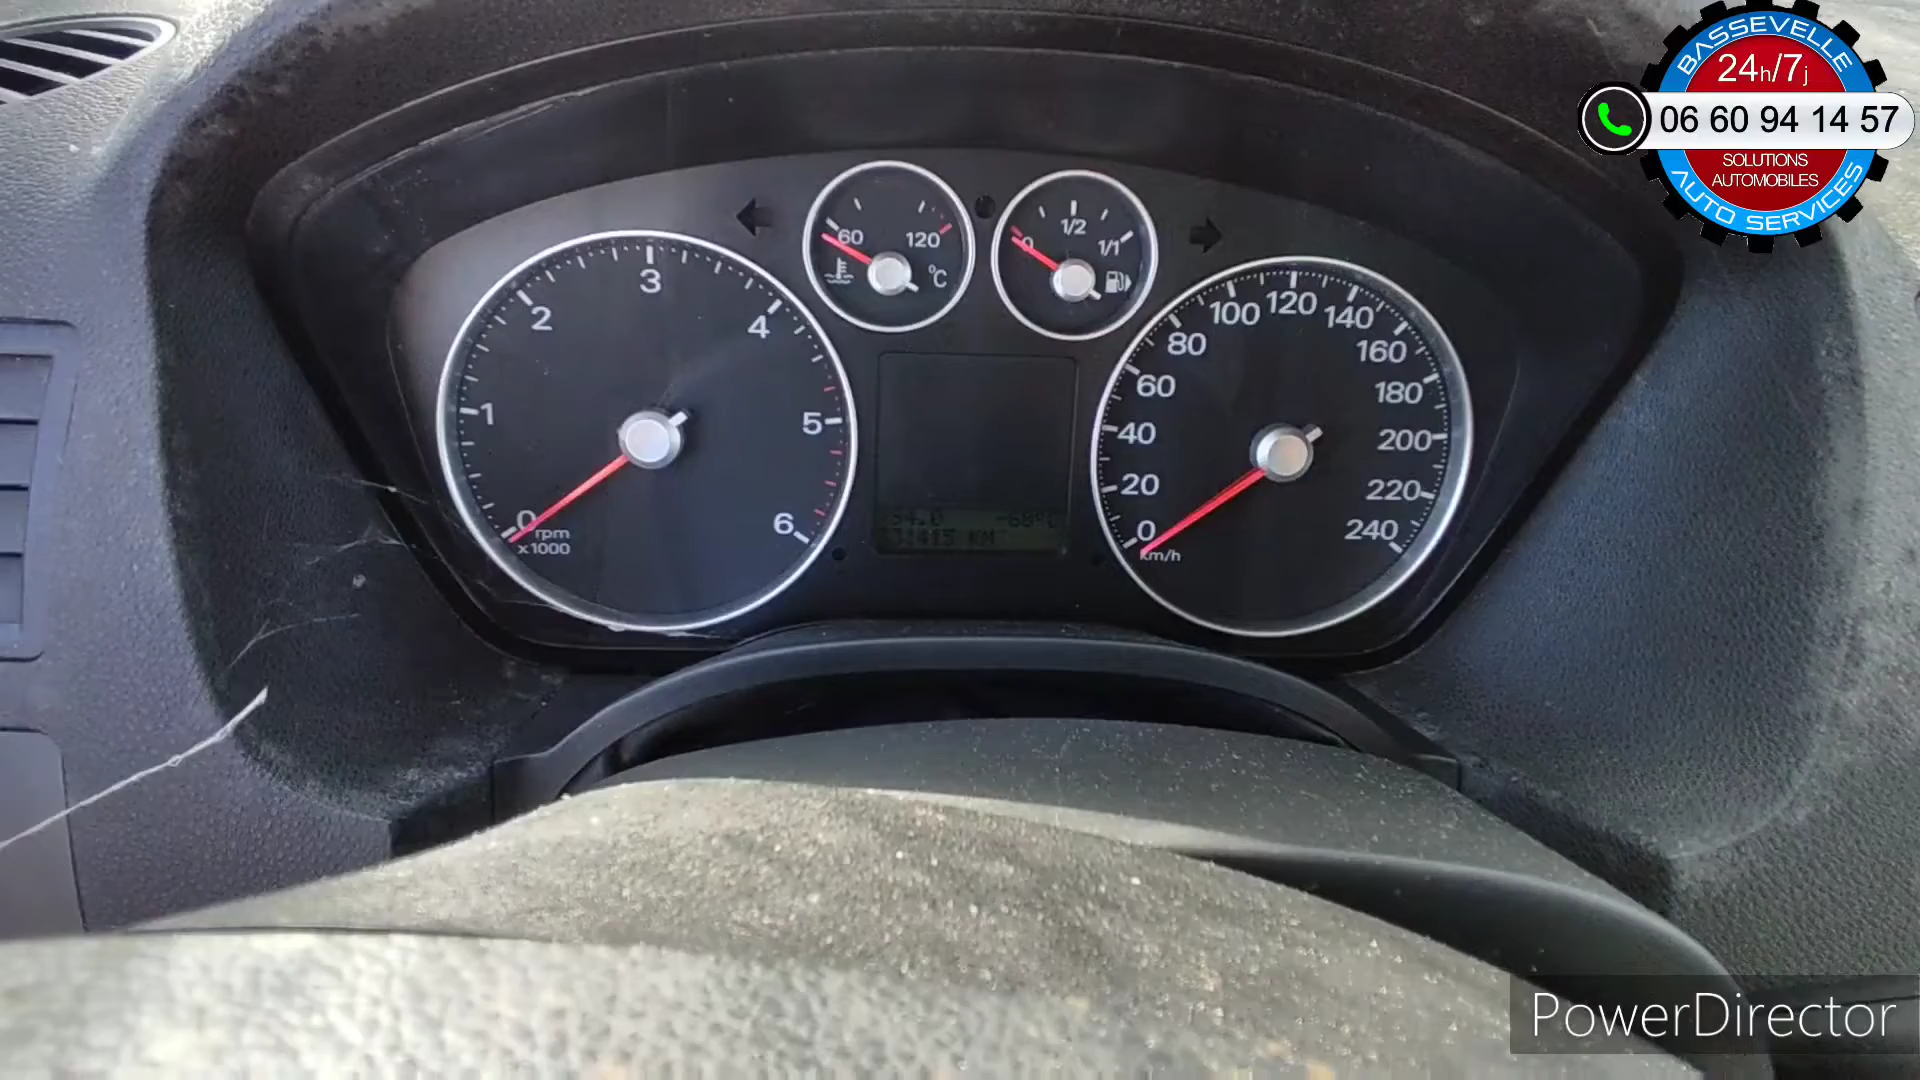 BASSEVELLE
24h/7j
06 60 94 14 57
SOLUTIONS
AUTOMOBILES
AUTO SERVICES
60
120
°C
0
1/2
1/1
0
1
2
3
4
5
6
rpm
x1000
0
20
40
60
80
100
120
140
160
180
200
220
240
km/h
PowerDirector